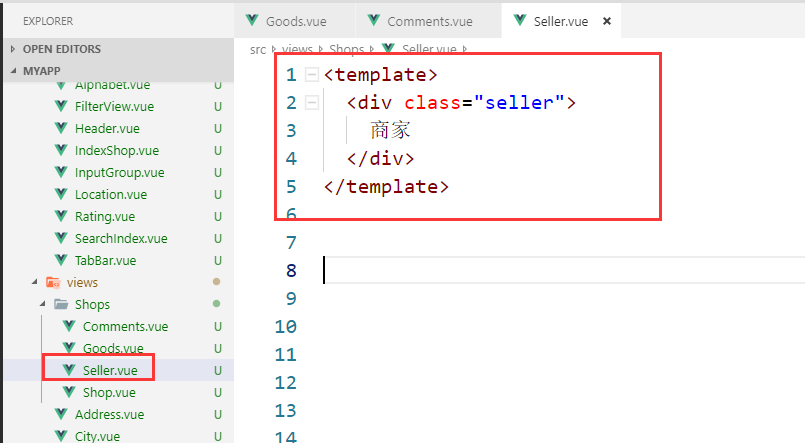 EXPLORER
OPEN EDITORS
MYAPP
Alphabet.vue U
FilterView.vue U
Header.vue U
IndexShop.vue U
InputGroup.vue U
Location.vue U
Rating.vue U
SearchIndex.vue U
TabBar.vue U
views
Shops
Comments.vue U
Goods.vue U
Seller.vue U
Shop.vue U
Address.vue U
City.vue U
Goods.vue Comments.vue Seller.vue ×
src views Shops Seller.vue
1 <template>
2 <div class="seller">
3 商家
4 </div>
5 </template>
6
7
8
9
10
11
12
13
14